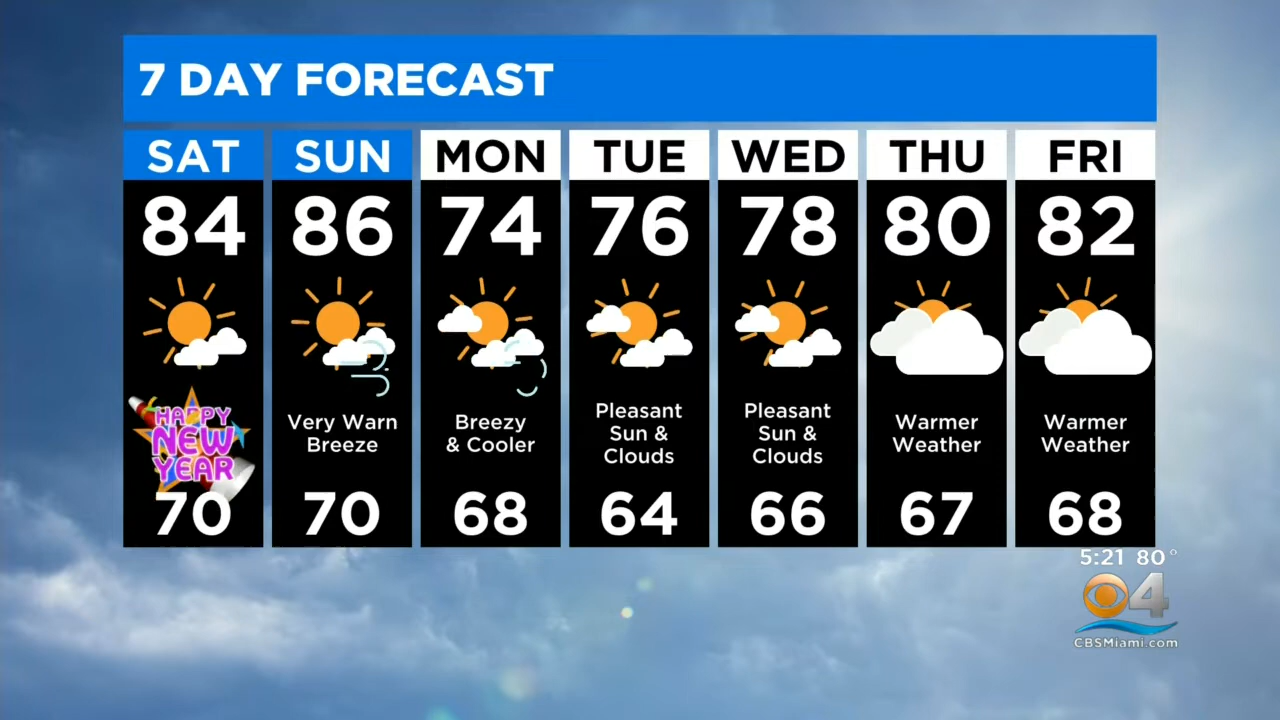 7 DAY FORECAST
SAT
84
HAPPY
NEW
YEAR
70
SUN
86
Very Warn
Breeze
70
MON
74
Breezy
& Cooler
68
TUE
76
Pleasant
Sun &
Clouds
64
WED
78
Pleasant
Sun &
Clouds
66
THU
80
Warmer
Weather
67
FRI
82
Warmer
Weather
68
5:21 80°
4
CBSMiami.com